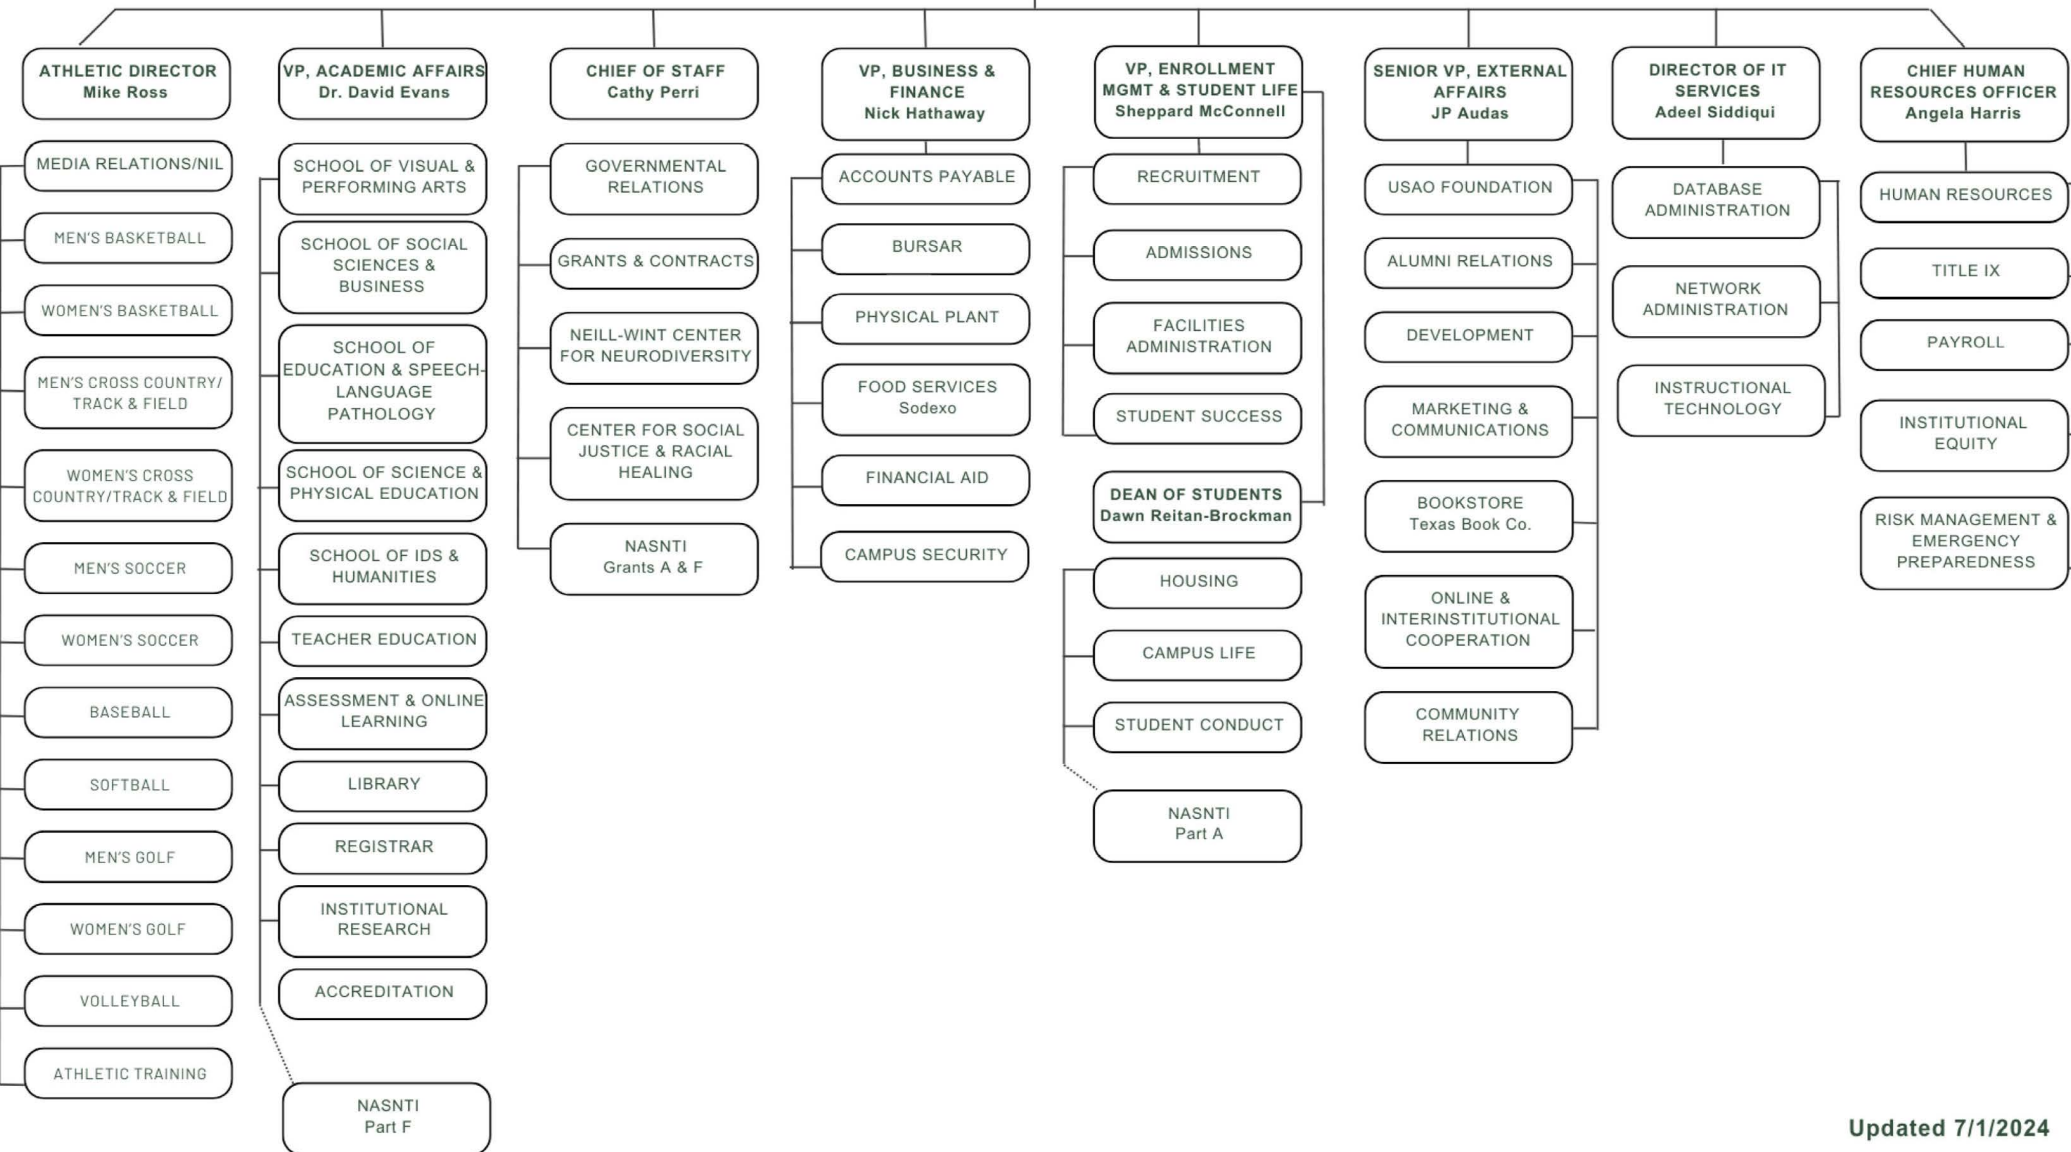 ATHLETIC DIRECTOR
Mike Ross
MEDIA RELATIONS/NIL
MEN'S BASKETBALL
WOMEN'S BASKETBALL
MEN'S CROSS COUNTRY/
TRACK & FIELD
WOMEN'S CROSS
COUNTRY/TRACK & FIELD
MEN'S SOCCER
WOMEN'S SOCCER
BASEBALL
SOFTBALL
MEN'S GOLF
WOMEN'S GOLF
VOLLEYBALL
ATHLETIC TRAINING
VP, ACADEMIC AFFAIRS
Dr. David Evans
SCHOOL OF VISUAL &
PERFORMING ARTS
SCHOOL OF SOCIAL
SCIENCES &
BUSINESS
SCHOOL OF
EDUCATION & SPEECH-
LANGUAGE
PATHOLOGY
SCHOOL OF SCIENCE &
PHYSICAL EDUCATION
SCHOOL OF IDS &
HUMANITIES
TEACHER EDUCATION
ASSESSMENT & ONLINE
LEARNING
LIBRARY
REGISTRAR
INSTITUTIONAL
RESEARCH
ACCREDITATION
NASNTI
Part F
CHIEF OF STAFF
Cathy Perri
GOVERNMENTAL
RELATIONS
GRANTS & CONTRACTS
NEILL-WINT CENTER
FOR NEURODIVERSITY
CENTER FOR SOCIAL
JUSTICE & RACIAL
HEALING
NASNTI
Grants A & F
VP, BUSINESS &
FINANCE
Nick Hathaway
ACCOUNTS PAYABLE
BURSAR
PHYSICAL PLANT
FOOD SERVICES
Sodexo
FINANCIAL AID
CAMPUS SECURITY
VP, ENROLLMENT
MGMT & STUDENT LIFE
Sheppard McConnell
RECRUITMENT
ADMISSIONS
FACILITIES
ADMINISTRATION
STUDENT SUCCESS
DEAN OF STUDENTS
Dawn Reitan-Brockman
HOUSING
CAMPUS LIFE
STUDENT CONDUCT
NASNTI
Part A
SENIOR VP, EXTERNAL
AFFAIRS
JP Audas
USAO FOUNDATION
ALUMNI RELATIONS
DEVELOPMENT
MARKETING &
COMMUNICATIONS
BOOKSTORE
Texas Book Co.
ONLINE &
INTERINSTITUTIONAL
COOPERATION
COMMUNITY
RELATIONS
DIRECTOR OF IT
SERVICES
Adeel Siddiqui
DATABASE
ADMINISTRATION
NETWORK
ADMINISTRATION
INSTRUCTIONAL
TECHNOLOGY
CHIEF HUMAN
RESOURCES OFFICER
Angela Harris
HUMAN RESOURCES
TITLE IX
PAYROLL
INSTITUTIONAL
EQUITY
RISK MANAGEMENT &
EMERGENCY
PREPAREDNESS
Updated 7/1/2024